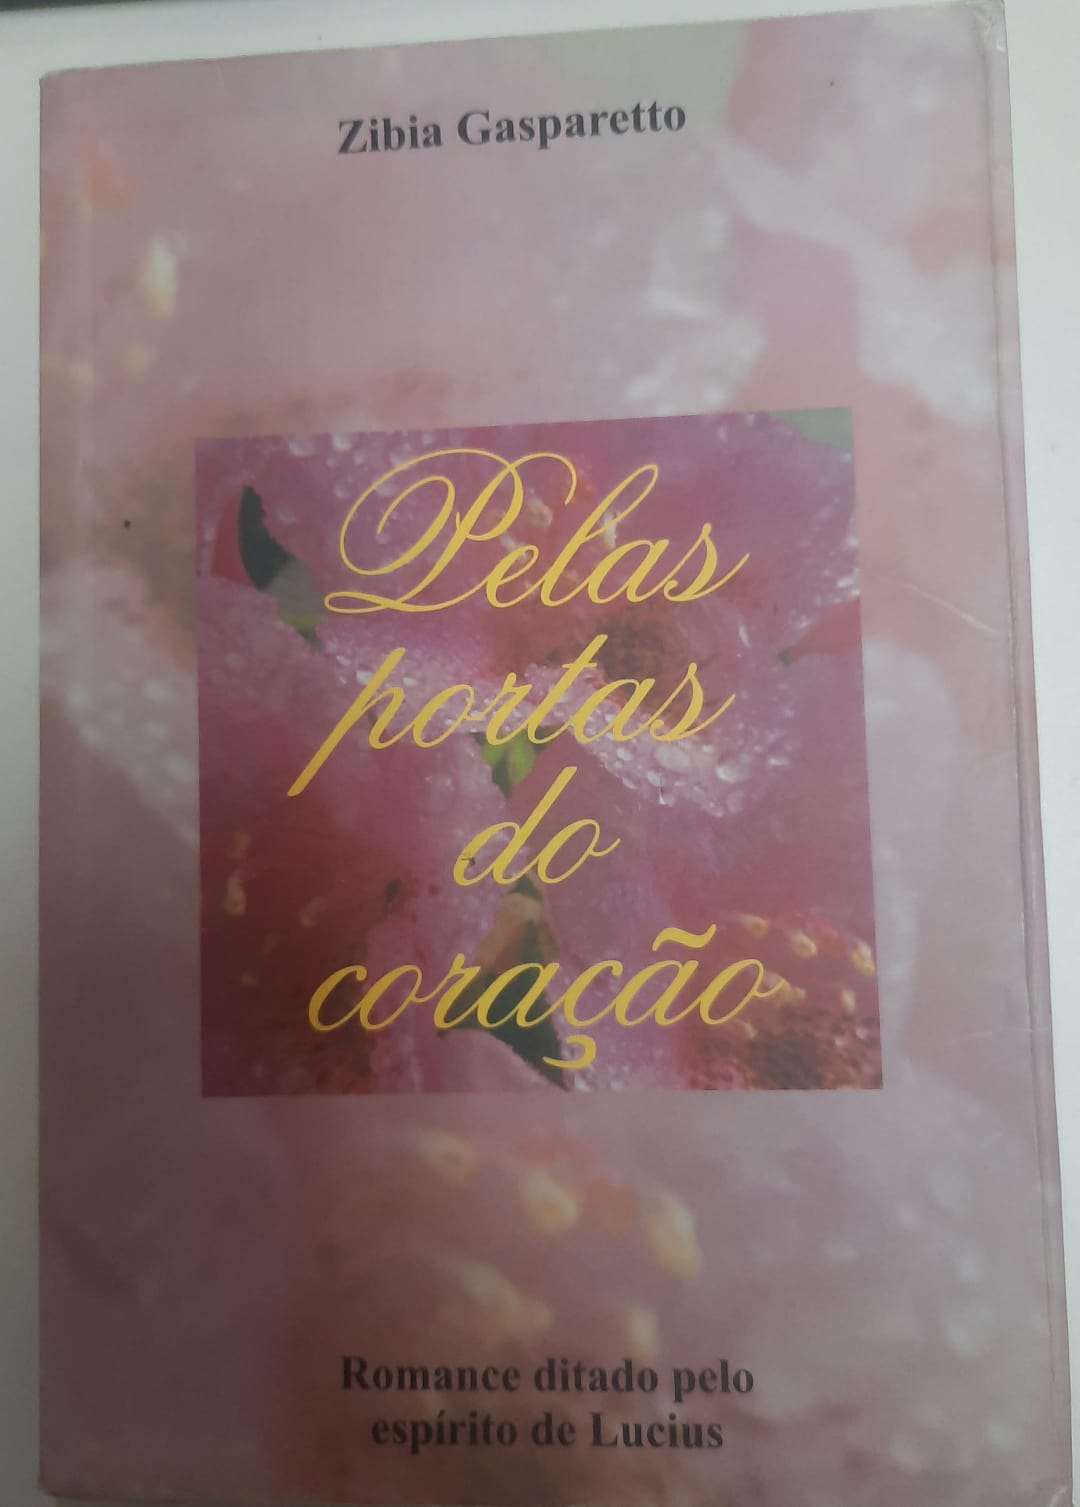 Zibia Gasparetto
Pelas
portas
do
coração
Romance ditado pelo
espírito de Lucius